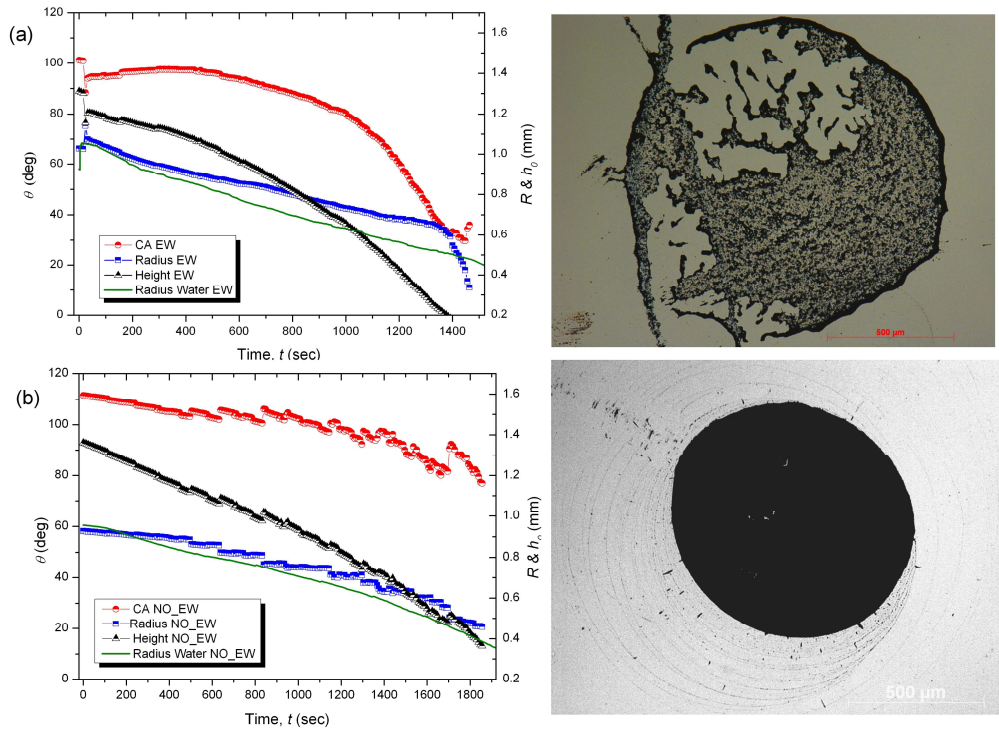 (a)
120
100
80
60
40
20
0
θ (deg)
1.6
1.4
1.2
1.0
0.8
0.6
0.4
0.2
R & h0 (mm)
CA EW
Radius EW
Height EW
Radius Water EW
0 200 400 600 800 1000 1200 1400
Time, t (sec)
500 µm
(b)
120
100
80
60
40
20
0
θ (deg)
1.6
1.4
1.2
1.0
0.8
0.6
0.4
0.2
R & h0 (mm)
CA NO_EW
Radius NO_EW
Height NO_EW
Radius Water NO_EW
0 200 400 600 800 1000 1200 1400 1600 1800
Time, t (sec)
500 µm